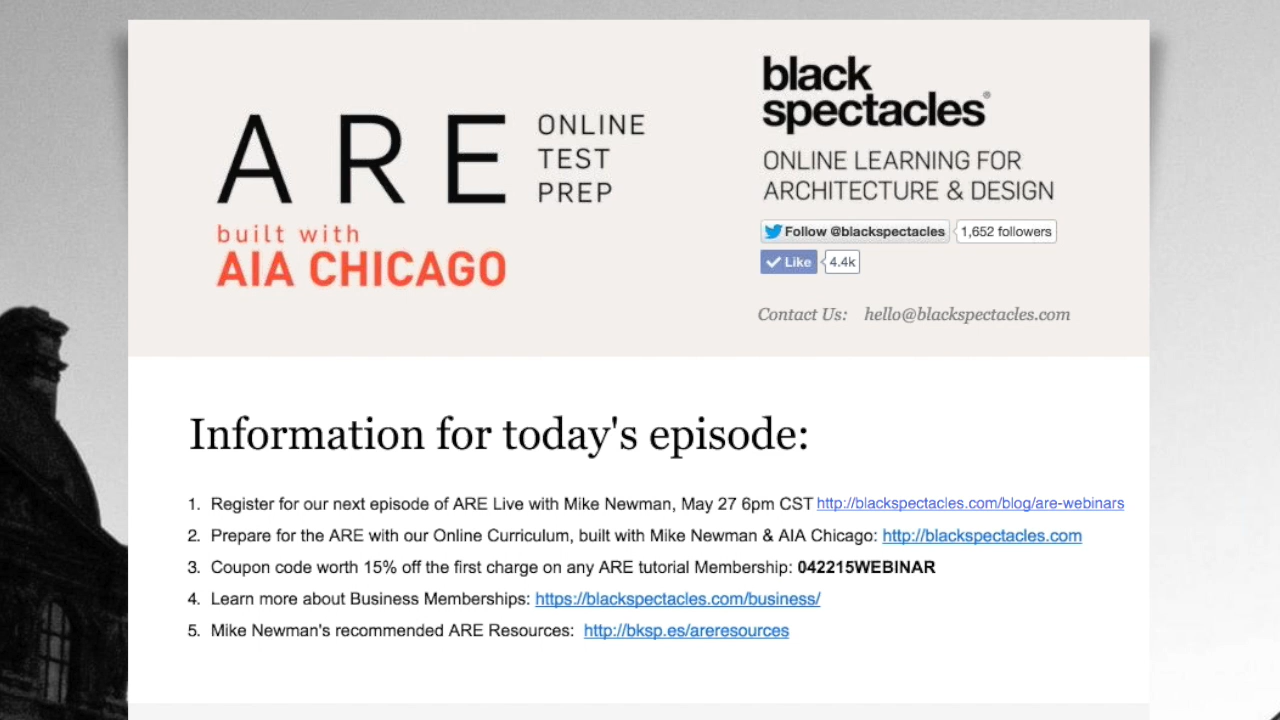 ARE
ONLINE
TEST
PREP
built with
AIA CHICAGO
black
spectacles®
ONLINE LEARNING FOR
ARCHITECTURE & DESIGN
Follow @blackspectacles 1,652 followers
Like 4.4k
Contact Us: hello@blackspectacles.com
Information for today's episode:
1. Register for our next episode of ARE Live with Mike Newman, May 27 6pm CST http://blackspectacles.com/blog/are-webinars
2. Prepare for the ARE with our Online Curriculum, built with Mike Newman & AIA Chicago: http://blackspectacles.com
3. Coupon code worth 15% off the first charge on any ARE tutorial Membership: 042215WEBINAR
4. Learn more about Business Memberships: https://blackspectacles.com/business/
5. Mike Newman's recommended ARE Resources: http://bksp.es/areresources